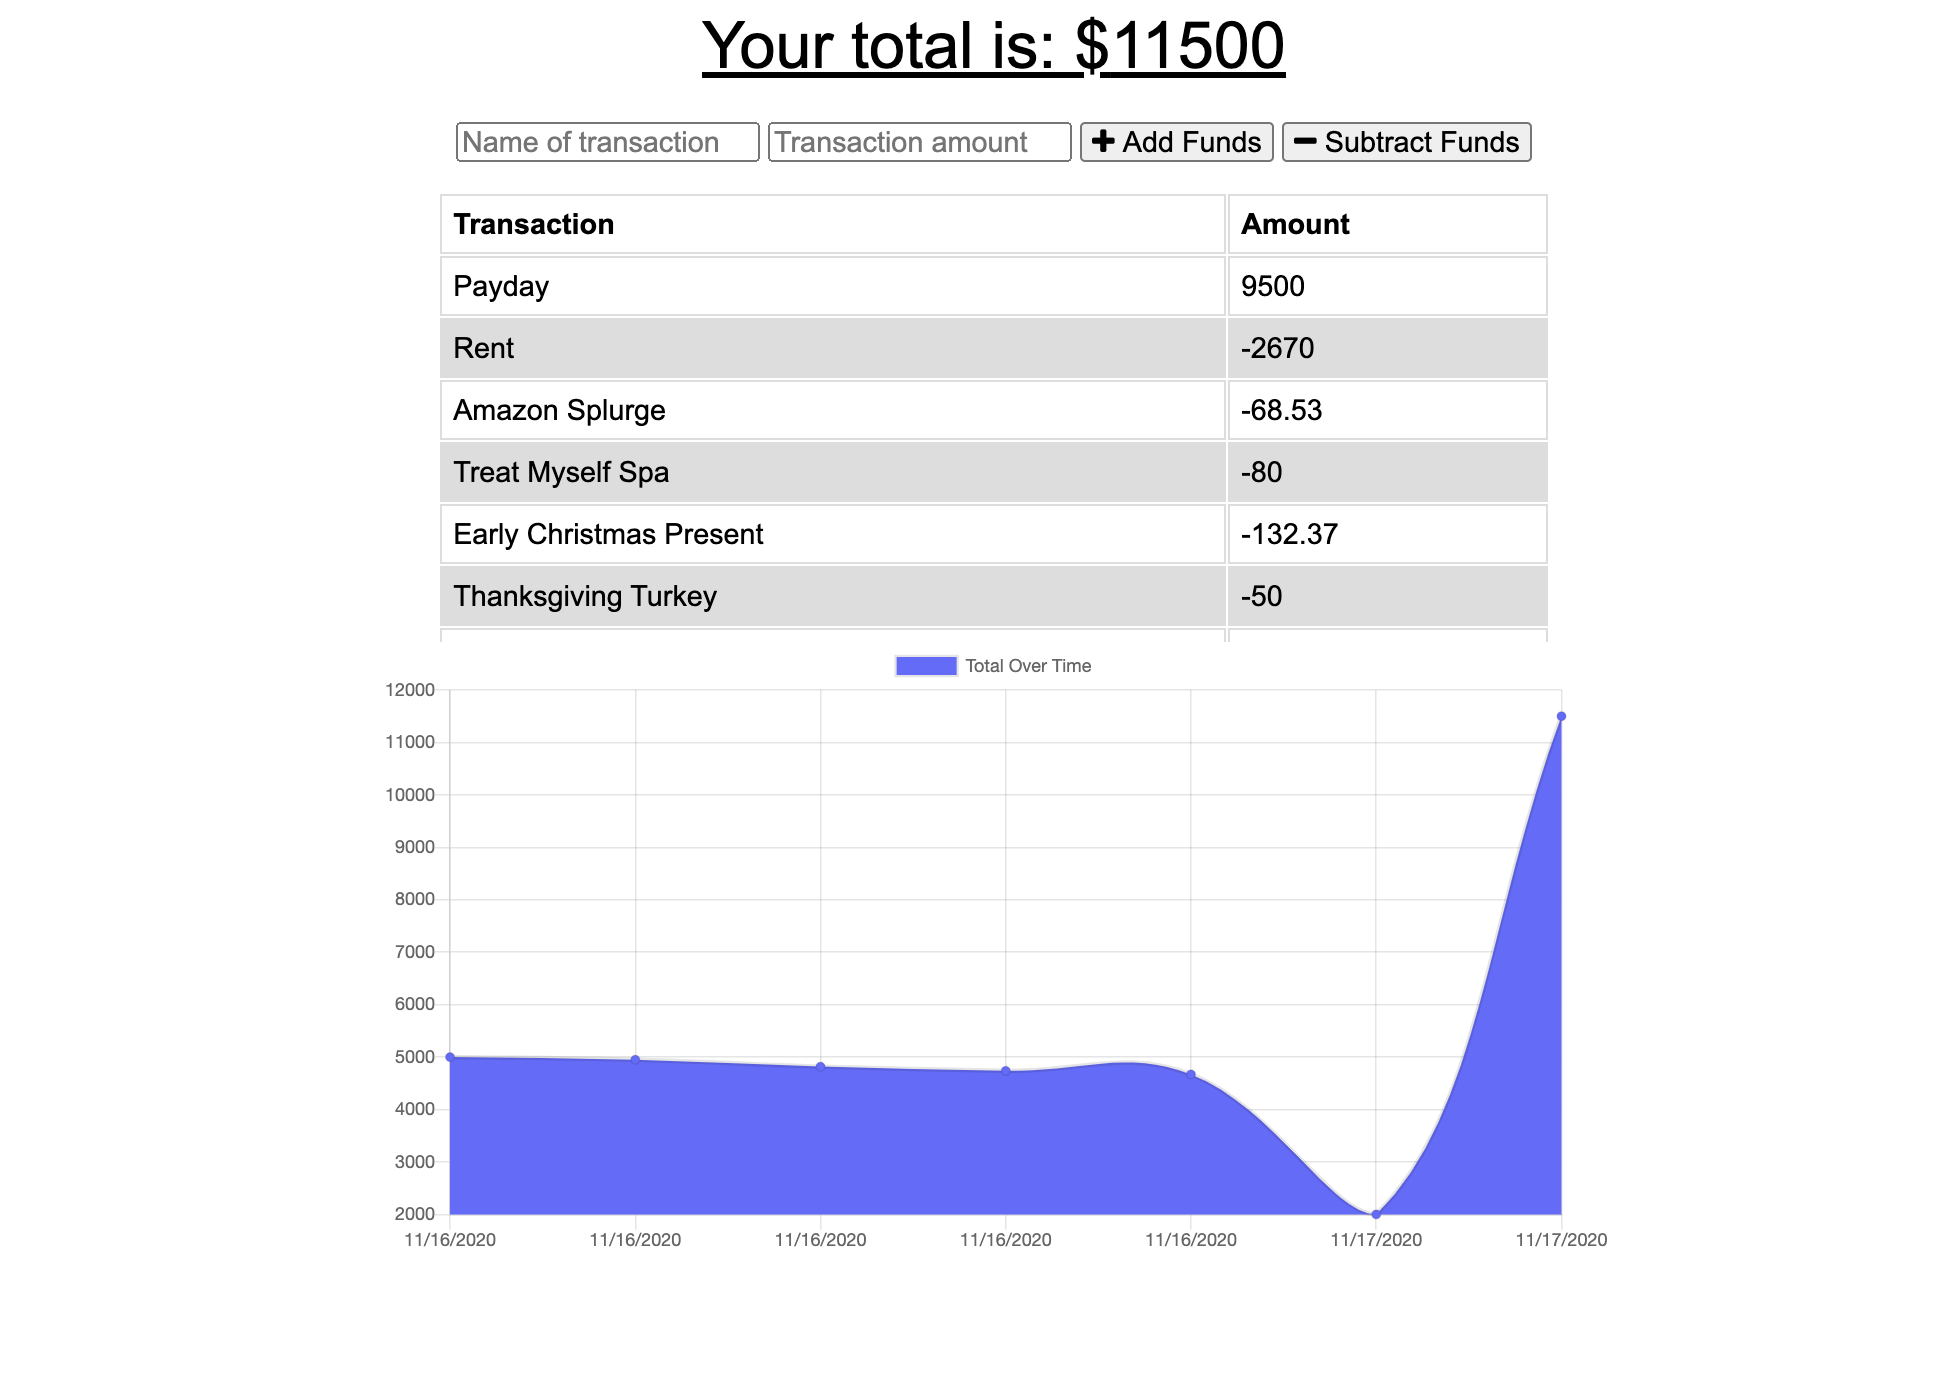 Your total is: $11500
Name of transaction Transaction amount Add Funds Subtract Funds
Transaction Amount
Payday 9500
Rent -2670
Amazon Splurge -68.53
Treat Myself Spa -80
Early Christmas Present -132.37
Thanksgiving Turkey -50
Total Over Time
12000
11000
10000
9000
8000
7000
6000
5000
4000
3000
2000
11/16/2020 11/16/2020 11/16/2020 11/16/2020 11/16/2020 11/17/2020 11/17/2020